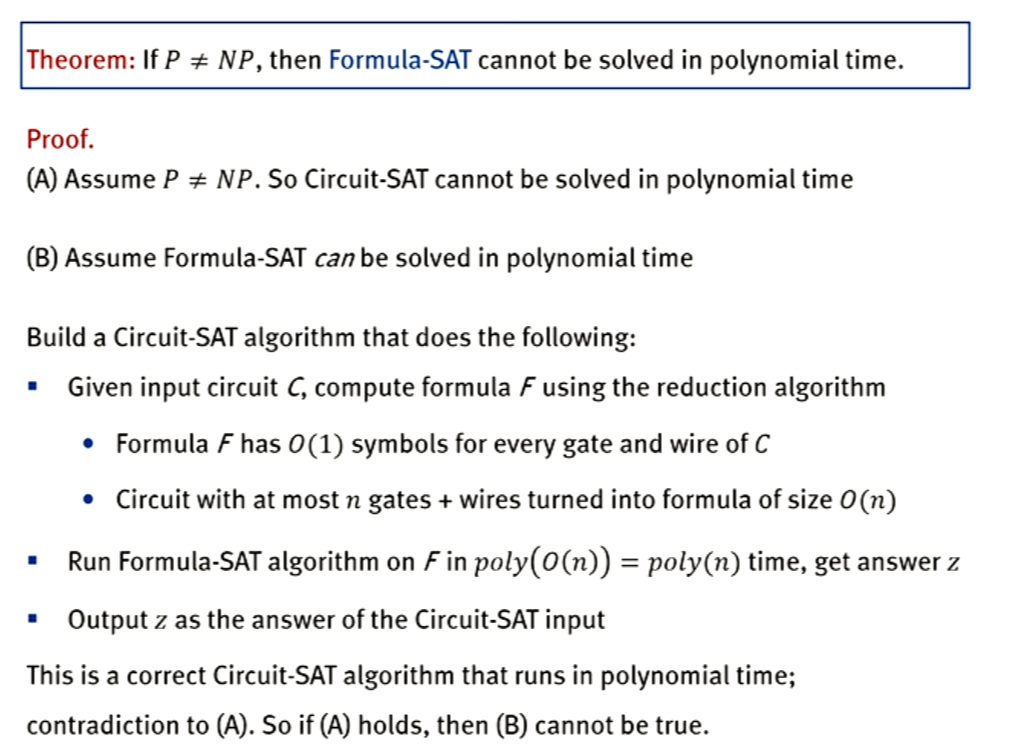 Theorem: If P ≠ NP, then Formula-SAT cannot be solved in polynomial time.
Proof.
(A) Assume P ≠ NP. So Circuit-SAT cannot be solved in polynomial time
(B) Assume Formula-SAT can be solved in polynomial time
Build a Circuit-SAT algorithm that does the following:
▪ Given input circuit C, compute formula F using the reduction algorithm
• Formula F has O(1) symbols for every gate and wire of C
• Circuit with at most n gates + wires turned into formula of size O(n)
▪ Run Formula-SAT algorithm on F in poly(O(n)) = poly(n) time, get answer z
▪ Output z as the answer of the Circuit-SAT input
This is a correct Circuit-SAT algorithm that runs in polynomial time;
contradiction to (A). So if (A) holds, then (B) cannot be true.